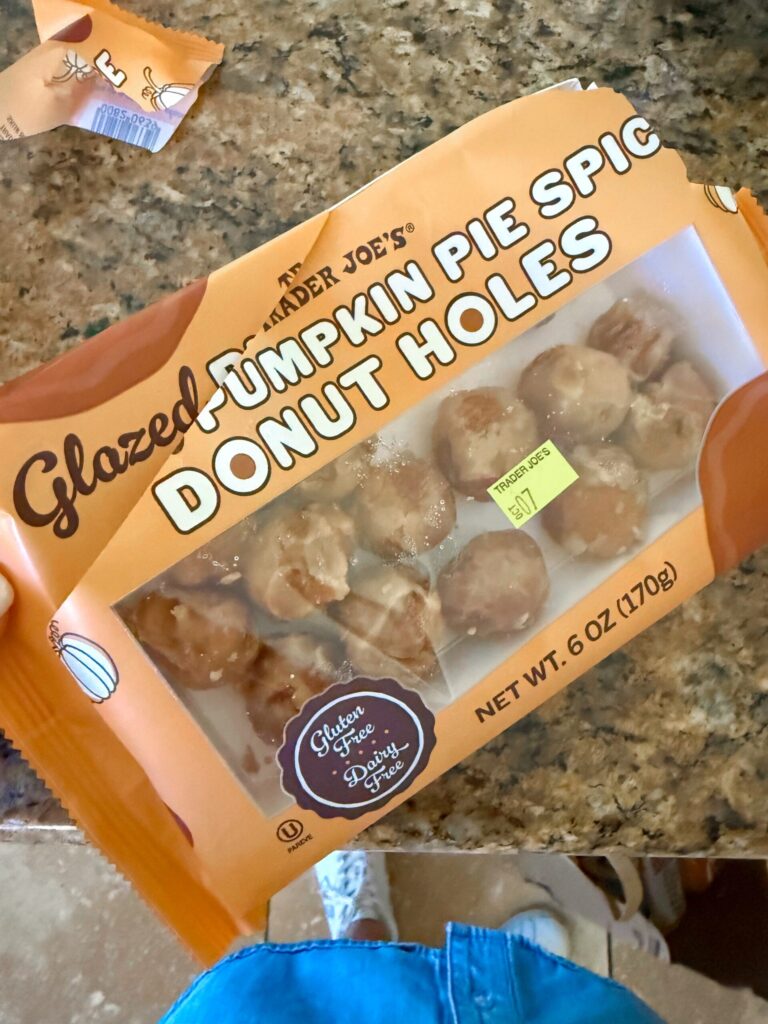 E
TRADER JOE'S®
Glazed
PUMPKIN PIE SPIC
DONUT HOLES
TRADER JOE'S
07
Gluten
Free
Dairy
Free
NET WT. 6 OZ (170g)
U
PAREVE